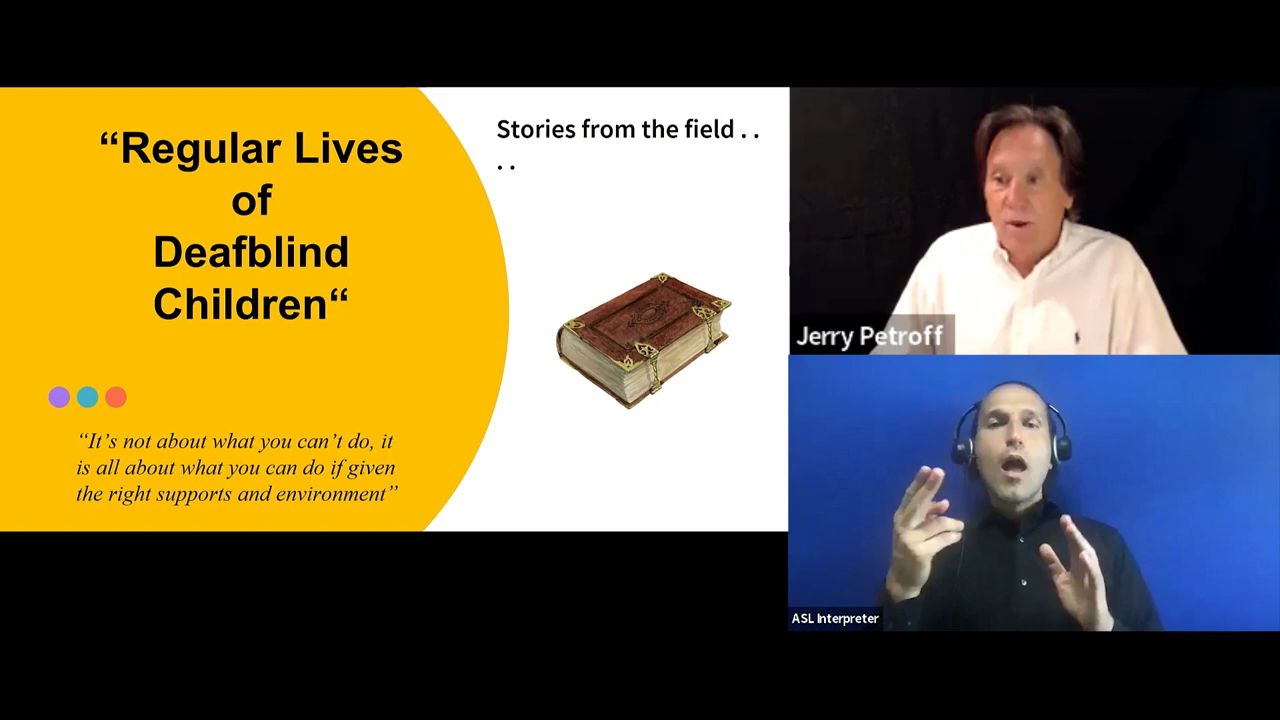 “Regular Lives
of
Deafblind
Children“
“It’s not about what you can’t do, it
is all about what you can do if given
the right supports and environment”
Stories from the field . .
. .
Jerry Petroff
ASL Interpreter